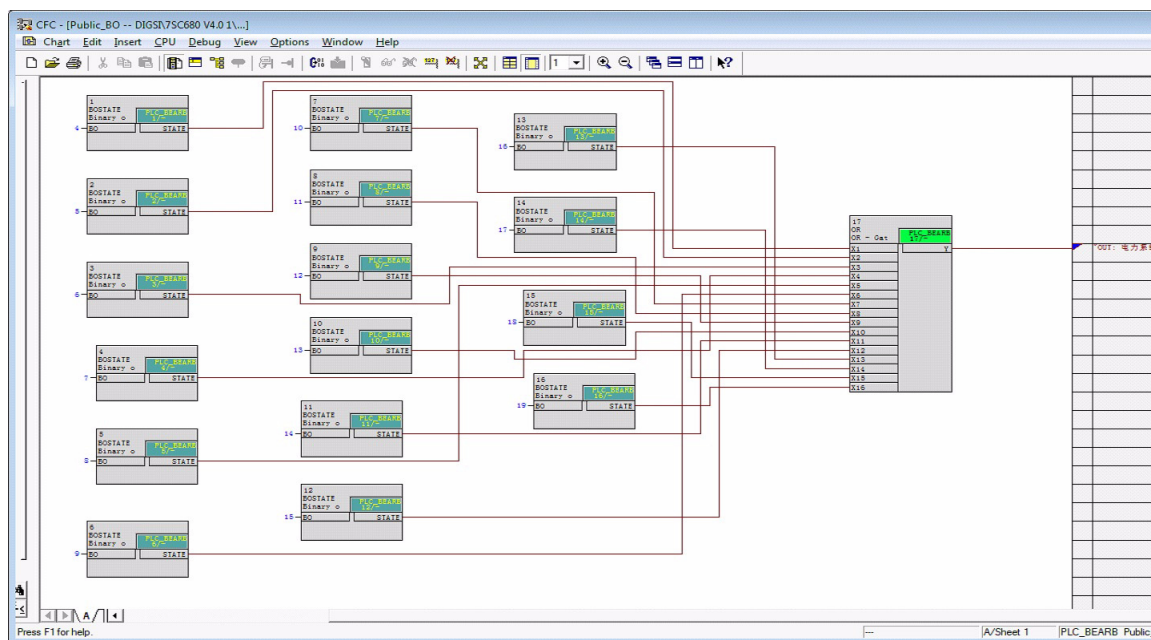 CFC - [Public_BO -- DIGSI\7SC680 V4.0 1\...]
Chart Edit Insert CPU Debug View Options Window Help
1
1
BOSTATE
Binary o
PLC_BEARB
1/-
4
BO
STATE
2
BOSTATE
Binary o
PLC_BEARB
2/-
5
BO
STATE
3
BOSTATE
Binary o
PLC_BEARB
3/-
6
BO
STATE
4
BOSTATE
Binary o
PLC_BEARB
4/-
7
BO
STATE
5
BOSTATE
Binary o
PLC_BEARB
5/-
8
BO
STATE
6
BOSTATE
Binary o
PLC_BEARB
6/-
9
BO
STATE
7
BOSTATE
Binary o
PLC_BEARB
7/-
10
BO
STATE
8
BOSTATE
Binary o
PLC_BEARB
8/-
11
BO
STATE
9
BOSTATE
Binary o
PLC_BEARB
9/-
12
BO
STATE
10
BOSTATE
Binary o
PLC_BEARB
10/-
13
BO
STATE
11
BOSTATE
Binary o
PLC_BEARB
11/-
14
BO
STATE
12
BOSTATE
Binary o
PLC_BEARB
12/-
15
BO
STATE
13
BOSTATE
Binary o
PLC_BEARB
13/-
16
BO
STATE
14
BOSTATE
Binary o
PLC_BEARB
14/-
17
BO
STATE
15
BOSTATE
Binary o
PLC_BEARB
15/-
18
BO
STATE
16
BOSTATE
Binary o
PLC_BEARB
16/-
19
BO
STATE
17
OR
OR - Gat
PLC_BEARB
17/-
X1
Y
X2
X3
X4
X5
X6
X7
X8
X9
X10
X11
X12
X13
X14
X15
X16
"OUT: 电力系
A
Press F1 for help.
---
A/Sheet 1
PLC_BEARB Public